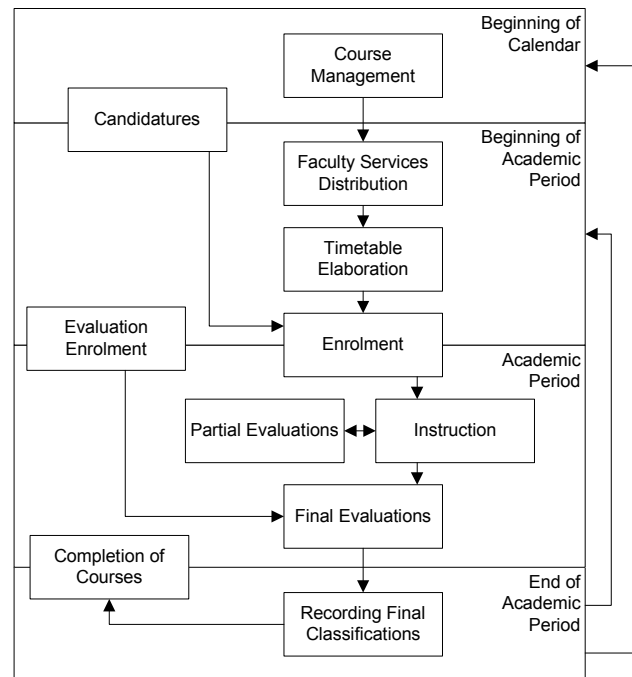 Beginning of
Calendar
Course
Management
Candidatures
Beginning of
Academic
Period
Faculty Services
Distribution
Timetable
Elaboration
Evaluation
Enrolment
Enrolment
Academic
Period
Partial Evaluations
Instruction
Final Evaluations
Completion of
Courses
End of
Academic
Period
Recording Final
Classifications